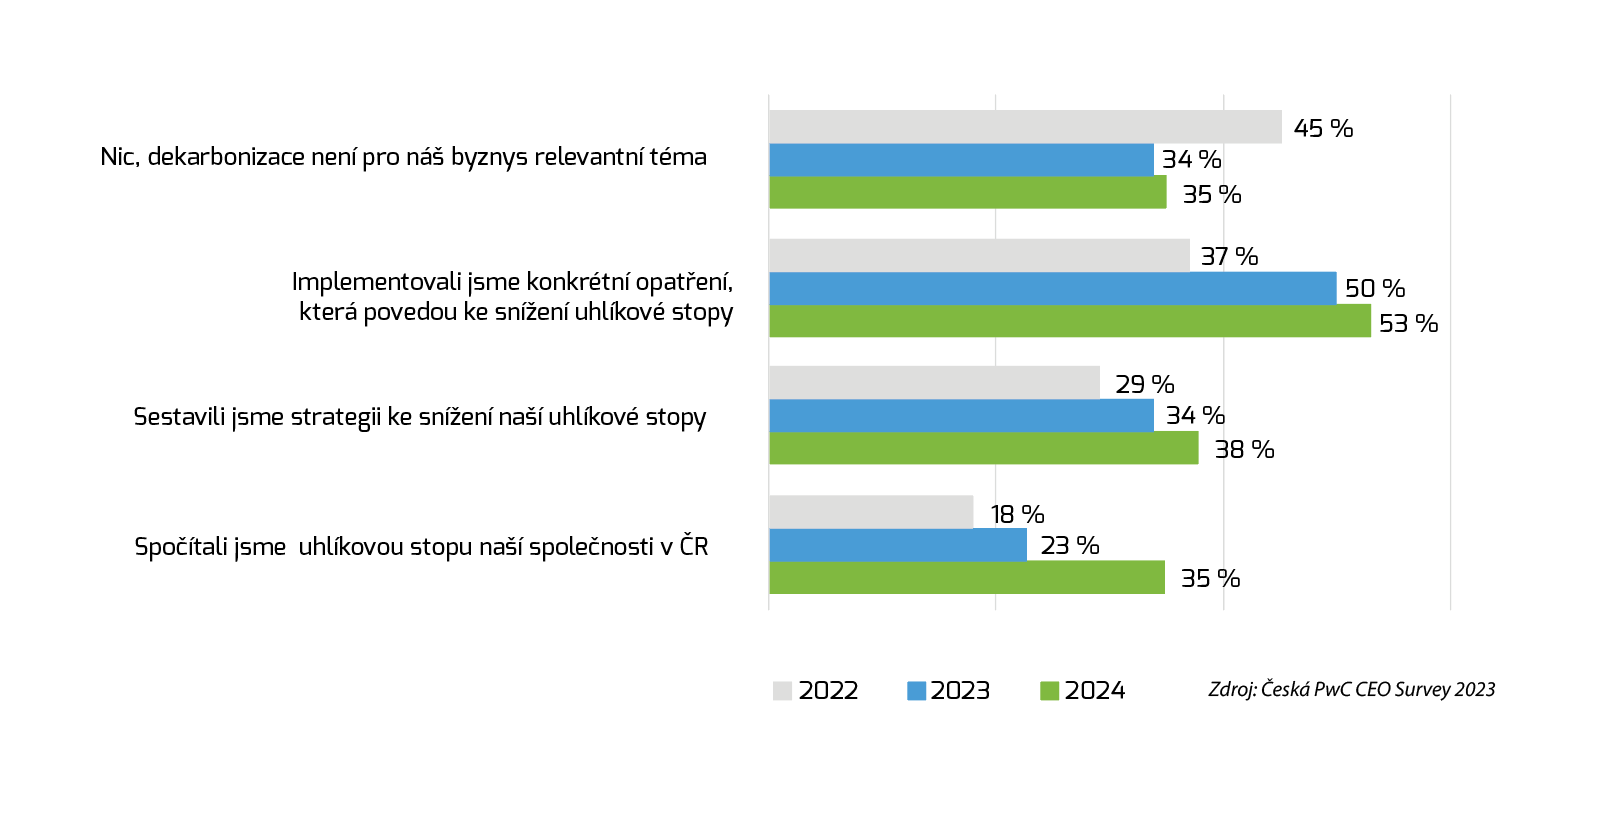 45 %
Nic, dekarbonizace není pro náš byznys relevantní téma
34 %
35 %
37 %
Implementovali jsme konkrétní opatření,
která povedou ke snížení uhlíkové stopy
50 %
53 %
29 %
Sestavili jsme strategii ke snížení naší uhlíkové stopy
34 %
38 %
18 %
Spočítali jsme  uhlíkovou stopu naší společnosti v ČR
23 %
35 %
2022
2023
2024
Zdroj: Česká PwC CEO Survey 2023